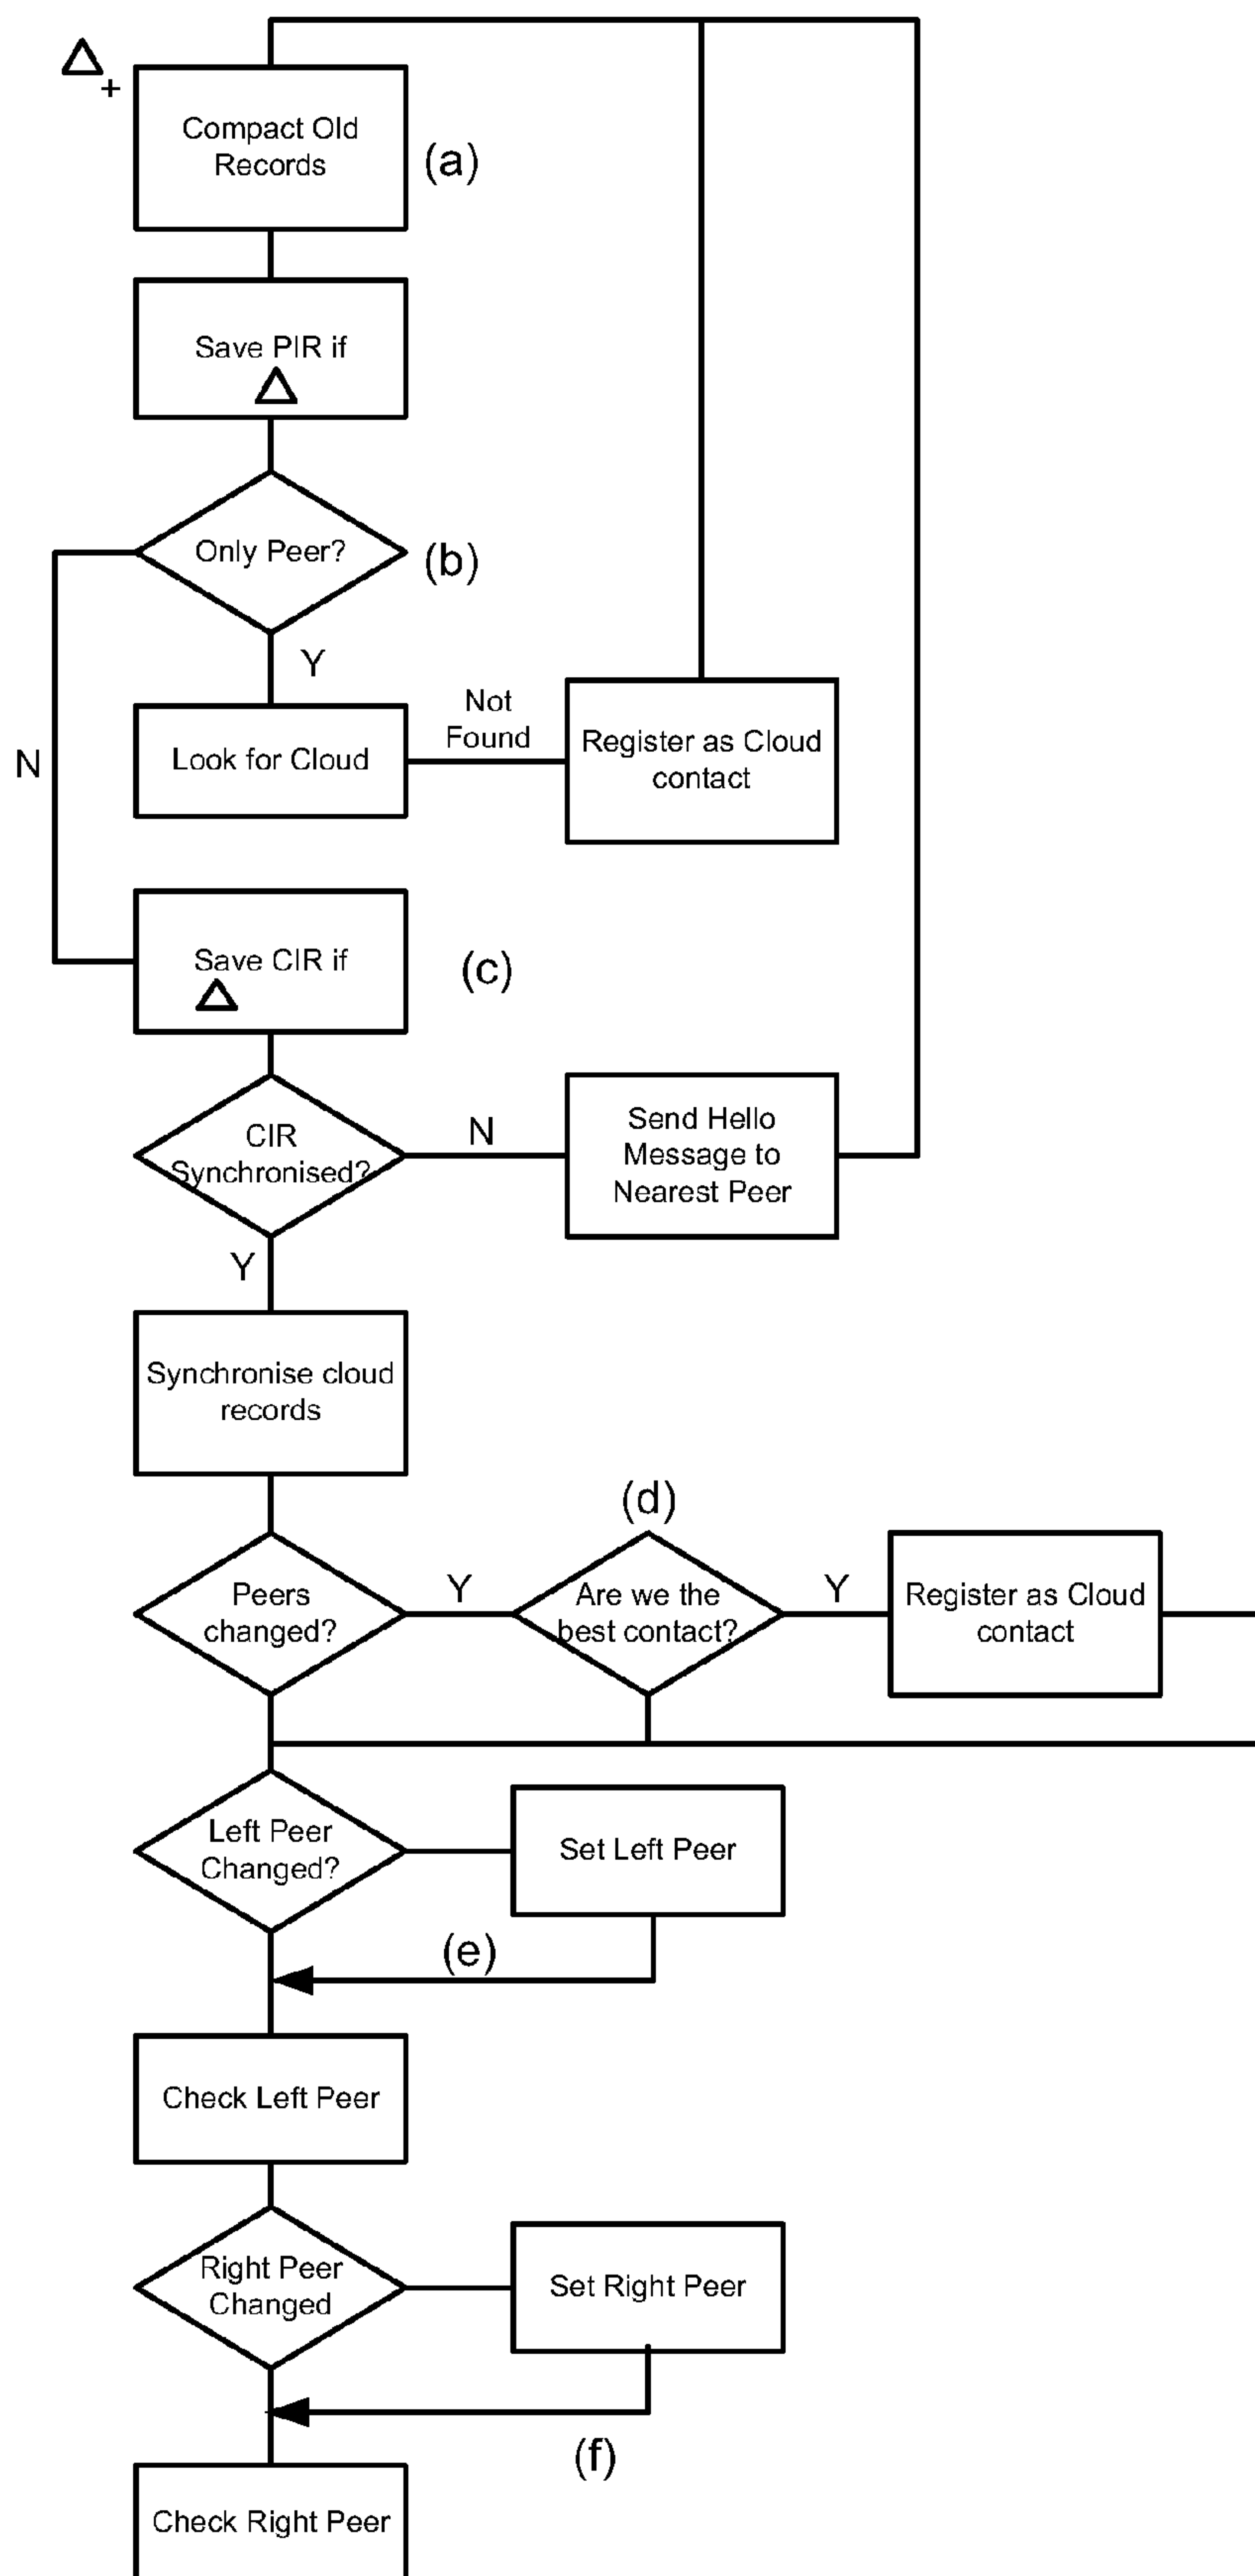 △+
Compact Old
Records
(a)
Save PIR if
△
Only Peer?
(b)
Y
N
Look for Cloud
Not
Found
Register as Cloud
contact
Save CIR if
△
(c)
CIR
Synchronised?
N
Send Hello
Message to
Nearest Peer
Y
Synchronise cloud
records
(d)
Peers
changed?
Y
Are we the
best contact?
Y
Register as Cloud
contact
Left Peer
Changed?
Set Left Peer
(e)
Check Left Peer
Right Peer
Changed
Set Right Peer
(f)
Check Right Peer